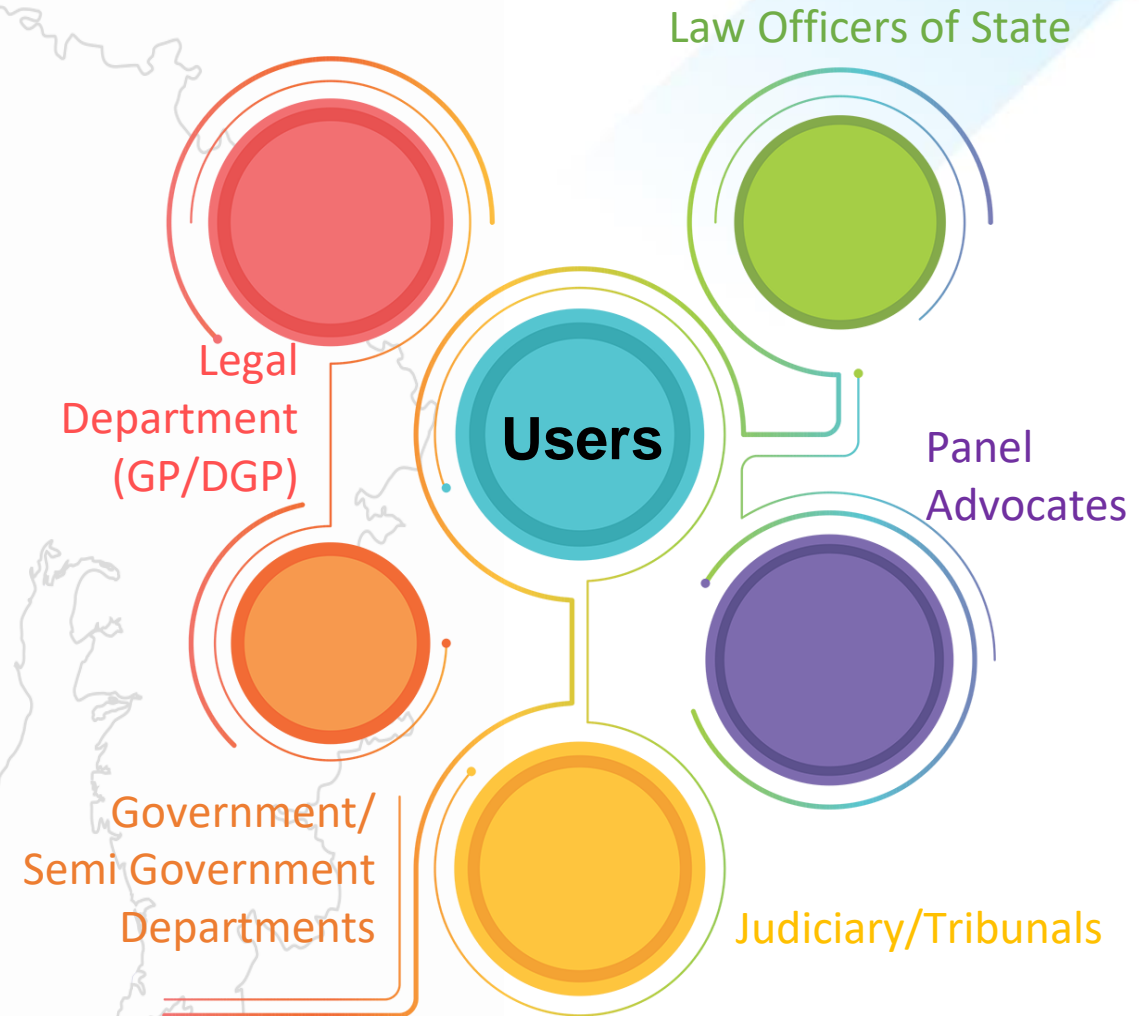 Law Officers of State
Legal
Department
(GP/DGP)
Users
Panel
Advocates
Government/
Semi Government
Departments
Judiciary/Tribunals